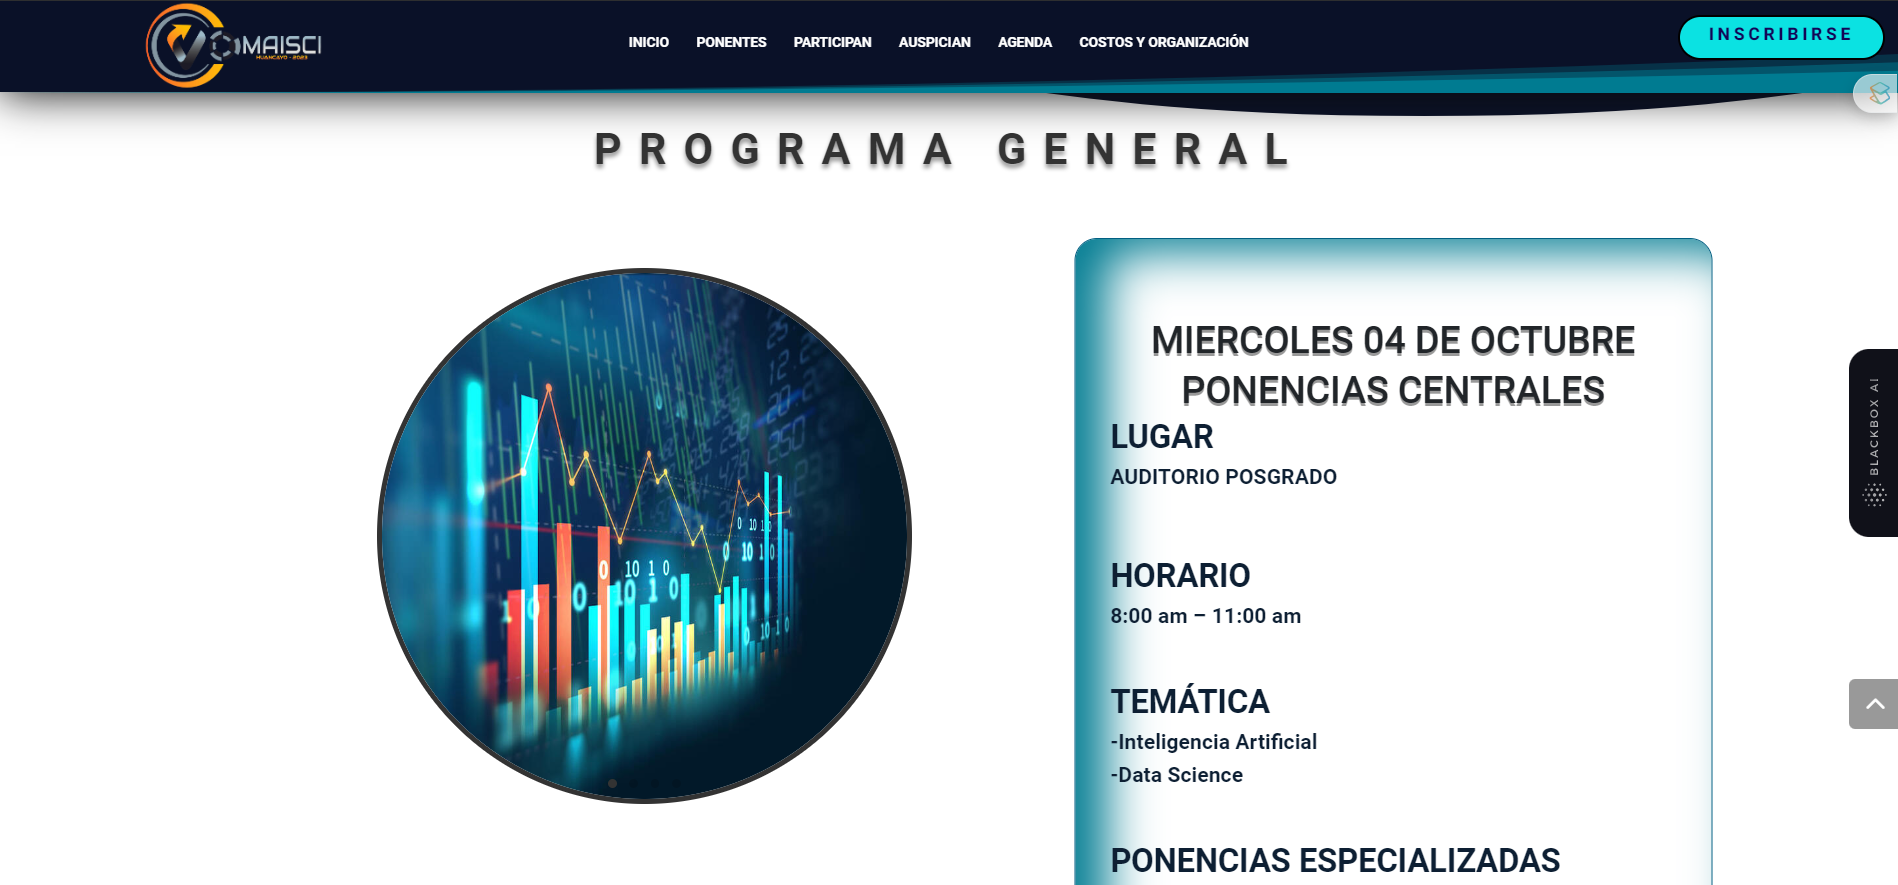 OMAISCI
HUANCAYO - 2023
INICIO PONENTES PARTICIPAN AUSPICIAN AGENDA COSTOS Y ORGANIZACIÓN
INSCRIBIRSE
PROGRAMA GENERAL
MIERCOLES 04 DE OCTUBRE
PONENCIAS CENTRALES
LUGAR
AUDITORIO POSGRADO
HORARIO
8:00 am – 11:00 am
TEMÁTICA
-Inteligencia Artificial
-Data Science
PONENCIAS ESPECIALIZADAS
BLACKBOX AI